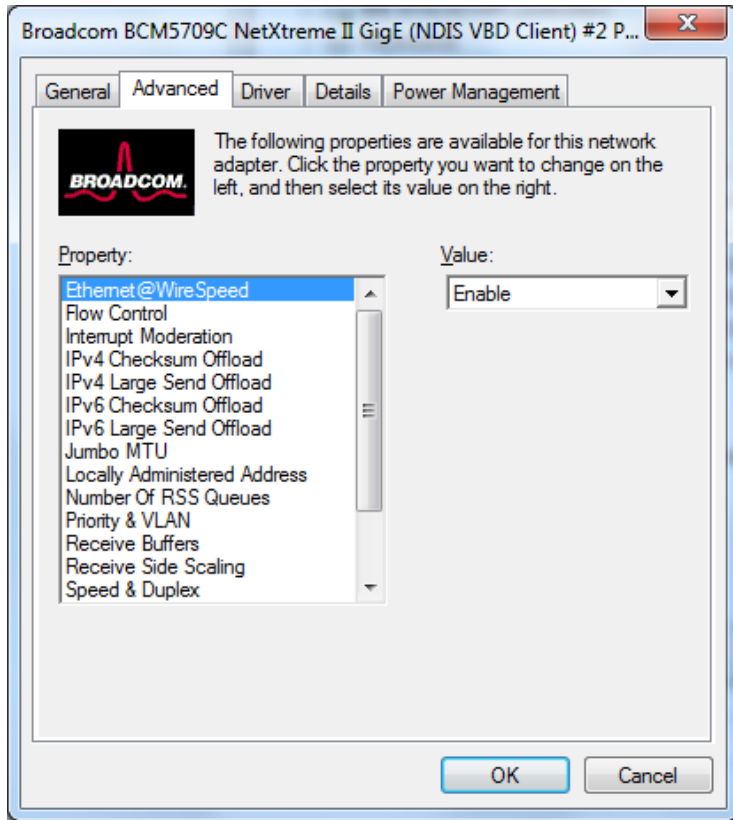 Broadcom BCM5709C NetXtreme II GigE (NDIS VBD Client) #2 P...
General Advanced Driver Details Power Management
BROADCOM.
The following properties are available for this network
adapter. Click the property you want to change on the
left, and then select its value on the right.
Property:
Value:
Ethernet@WireSpeed
Enable
Flow Control
Interrupt Moderation
IPv4 Checksum Offload
IPv4 Large Send Offload
IPv6 Checksum Offload
IPv6 Large Send Offload
Jumbo MTU
Locally Administered Address
Number Of RSS Queues
Priority & VLAN
Receive Buffers
Receive Side Scaling
Speed & Duplex
OK
Cancel